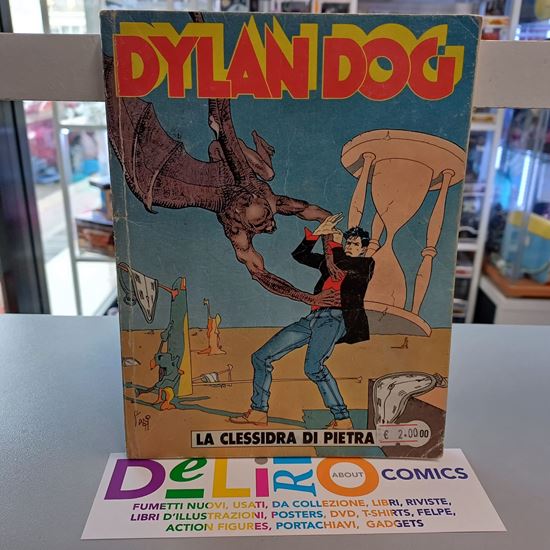 DYLAN DOG
LA CLESSIDRA DI PIETRA
€ 2.00
DeLiRiO ABOUT COMICS
FUMETTI NUOVI, USATI, DA COLLEZIONE, LIBRI, RIVISTE,
LIBRI D'ILLUSTRAZIONI, POSTERS, DVD, T-SHIRTS, FELPE,
ACTION FIGURES, PORTACHIAVI, GADGETS